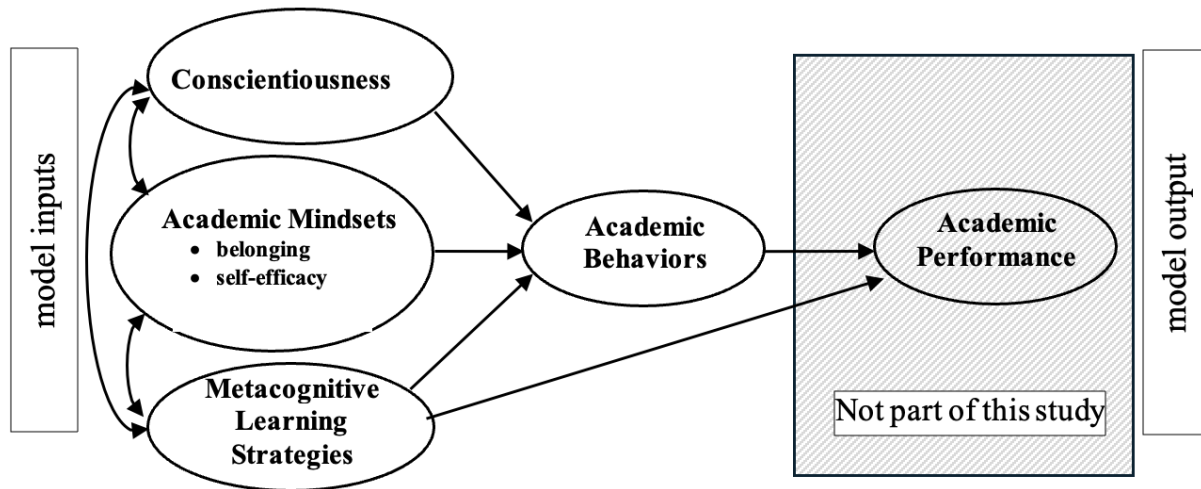 model inputs
Conscientiousness
Academic Mindsets
• belonging
• self-efficacy
Metacognitive
Learning
Strategies
Academic
Behaviors
Academic
Performance
Not part of this study
model output